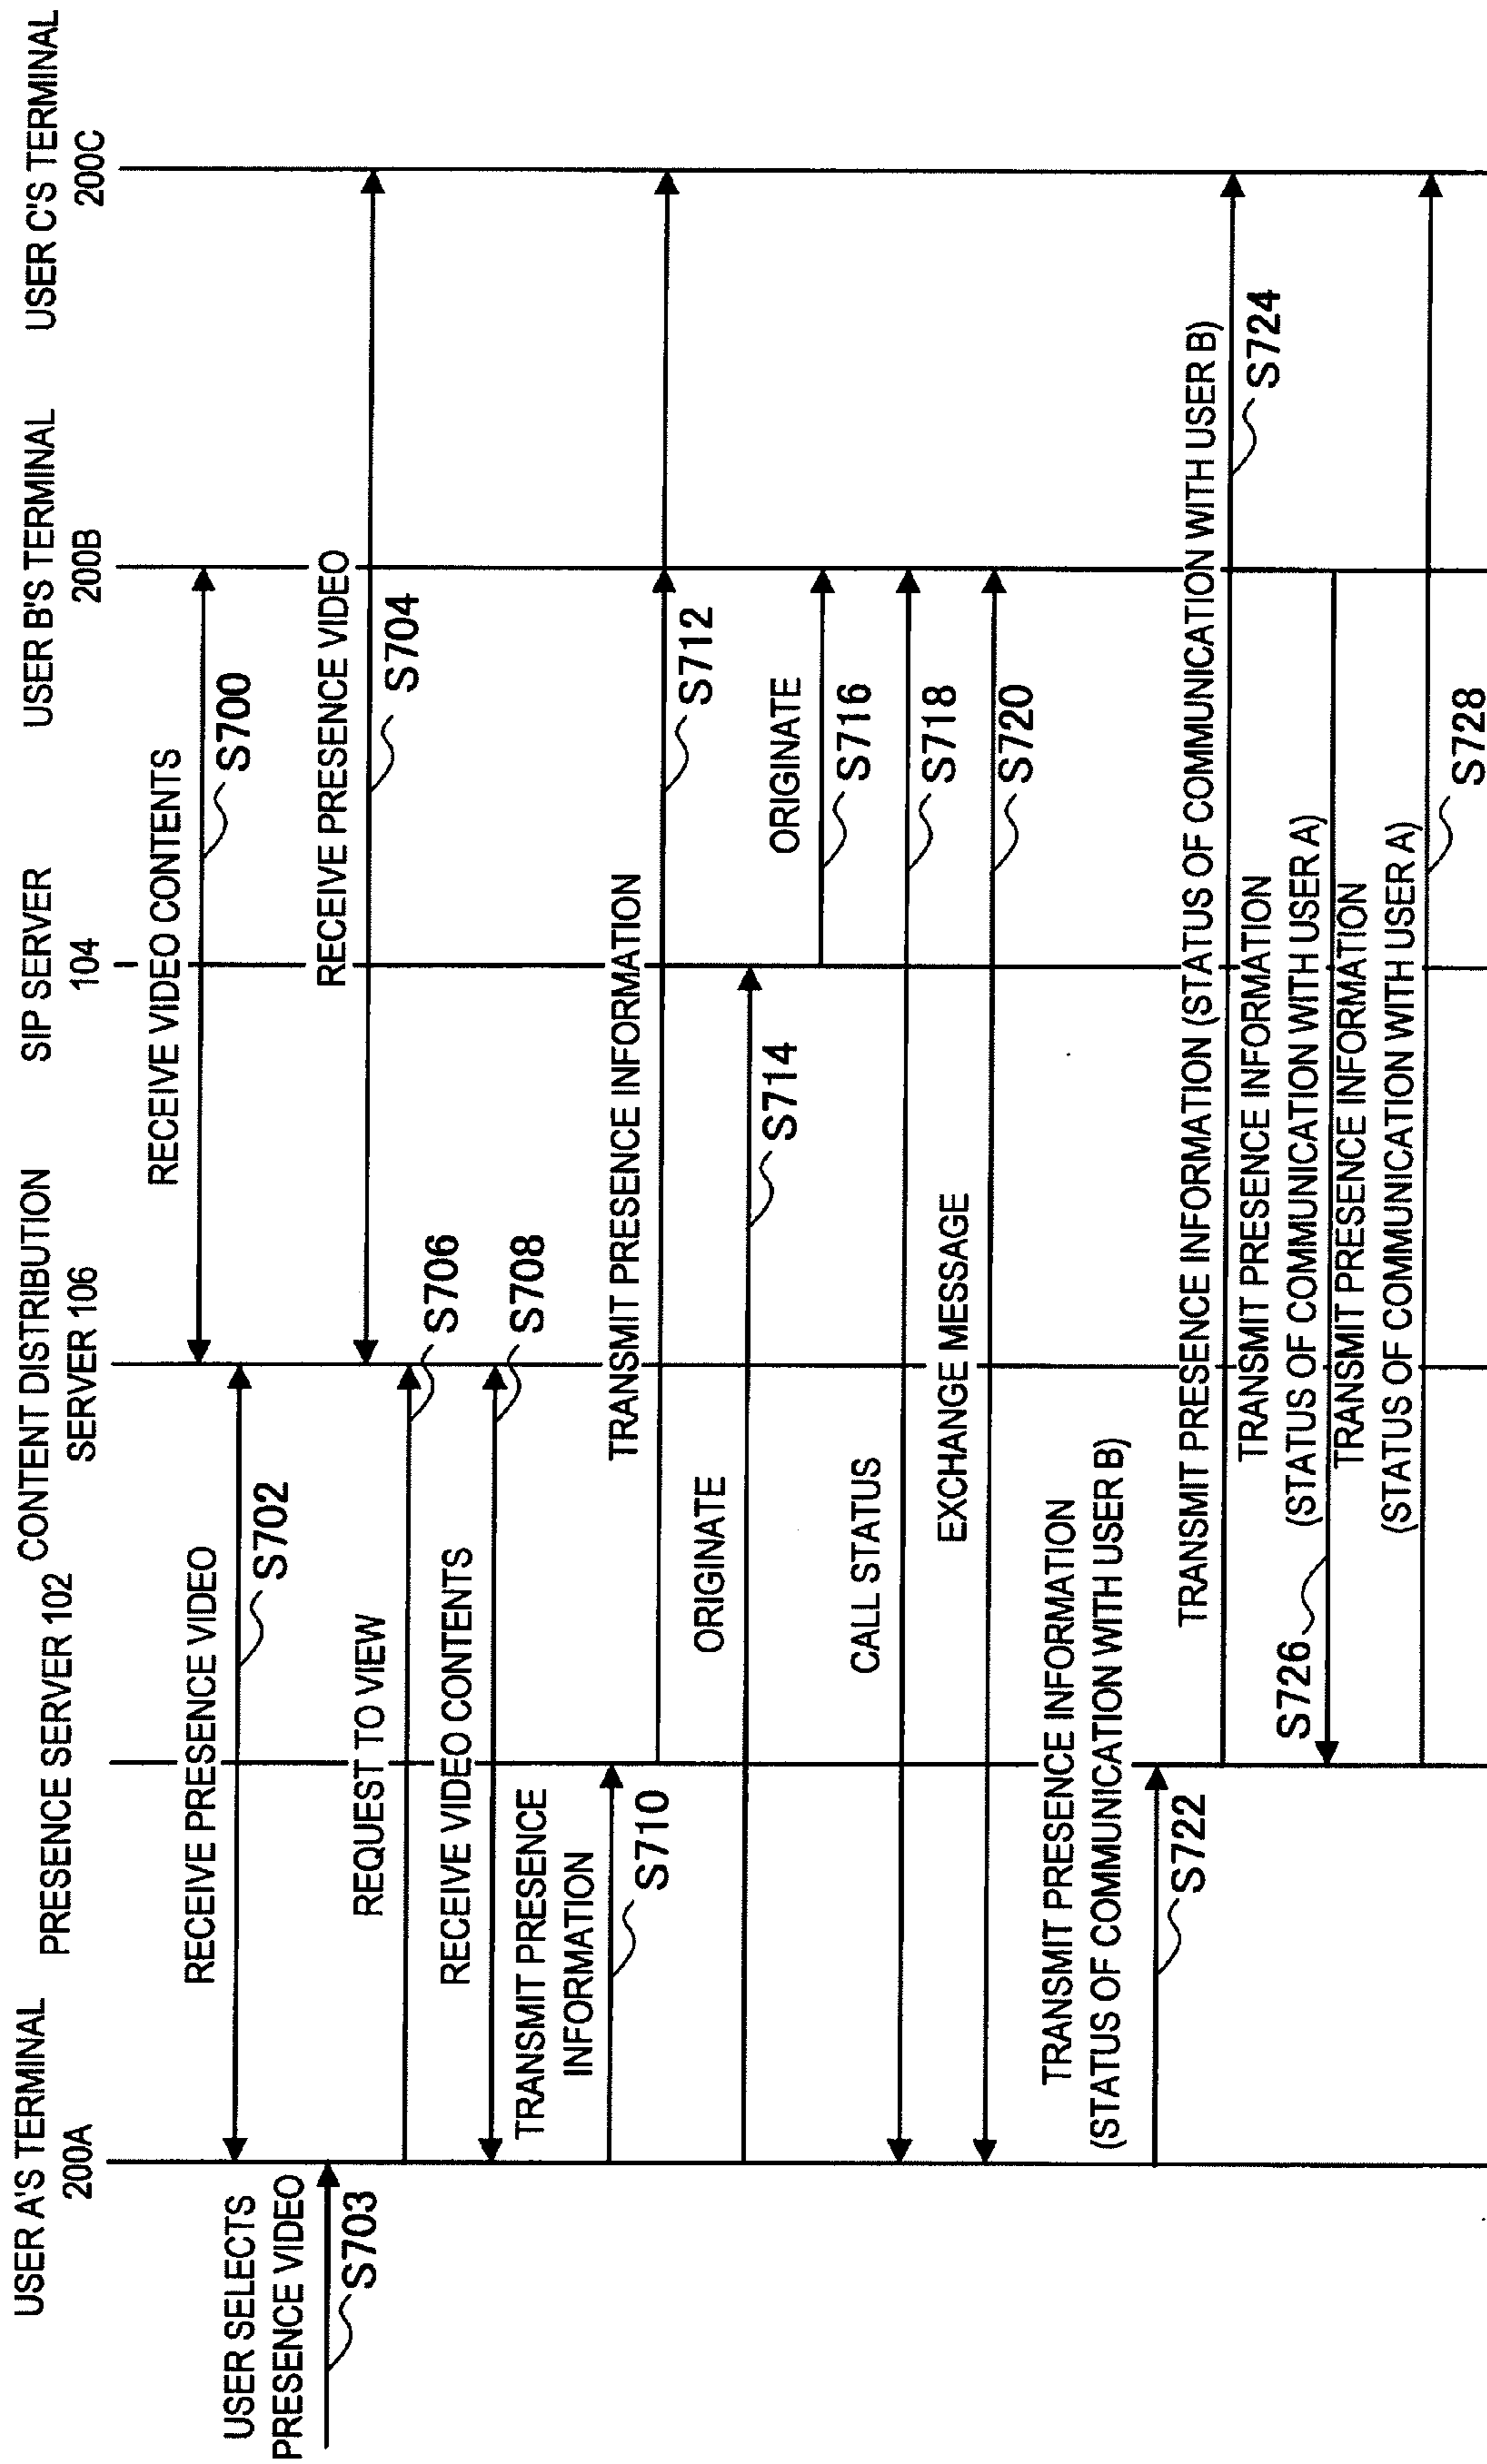 USER A'S TERMINAL
200A
PRESENCE SERVER 102
CONTENT DISTRIBUTION
SERVER 106
SIP SERVER
104
USER B'S TERMINAL
200B
USER C'S TERMINAL
200C
RECEIVE VIDEO CONTENTS
S700
RECEIVE PRESENCE VIDEO
S702
USER SELECTS
PRESENCE VIDEO
S703
RECEIVE PRESENCE VIDEO
S704
REQUEST TO VIEW
S706
RECEIVE VIDEO CONTENTS
S708
TRANSMIT PRESENCE
INFORMATION
S710
TRANSMIT PRESENCE INFORMATION
S712
ORIGINATE
S714
ORIGINATE
S716
CALL STATUS
S718
EXCHANGE MESSAGE
S720
TRANSMIT PRESENCE INFORMATION
(STATUS OF COMMUNICATION WITH USER B)
S722
TRANSMIT PRESENCE INFORMATION (STATUS OF COMMUNICATION WITH USER B)
S724
TRANSMIT PRESENCE INFORMATION
(STATUS OF COMMUNICATION WITH USER A)
S726
TRANSMIT PRESENCE INFORMATION
(STATUS OF COMMUNICATION WITH USER A)
S728